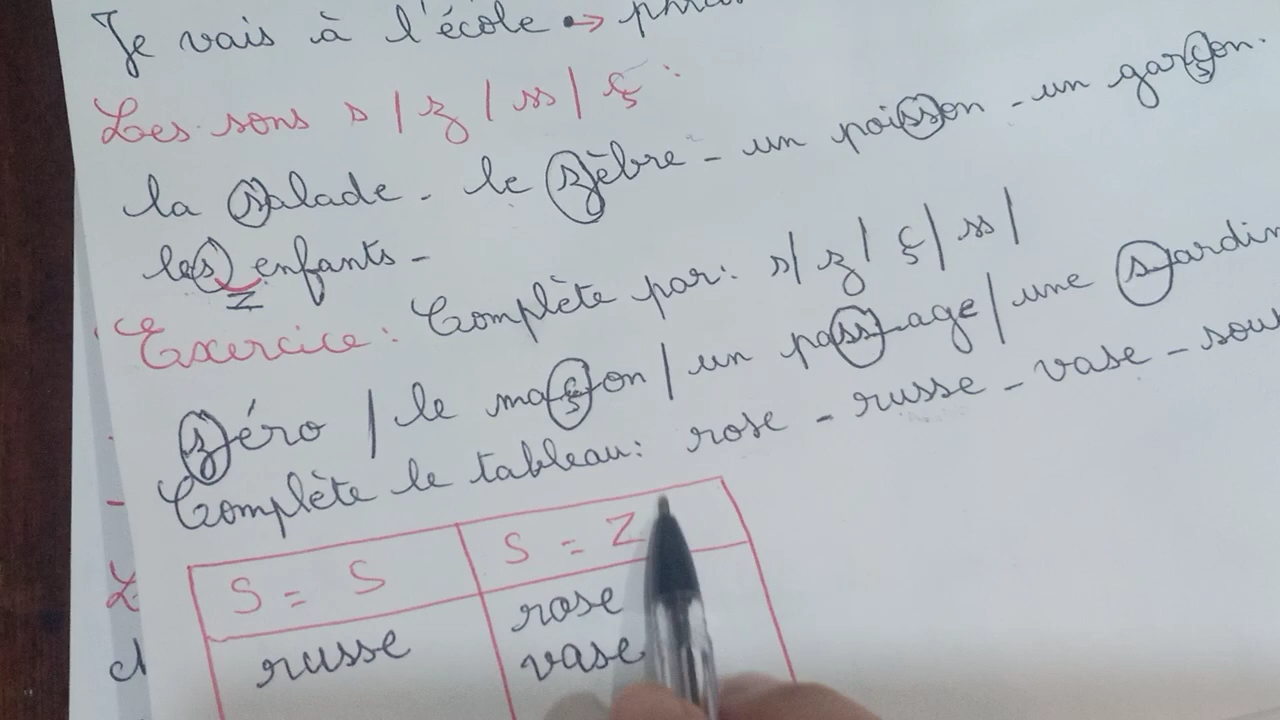 Je vais à l'école →
Les sons s / z / ss / ç :
la salade - le zèbre - un poisson - un garçon.
les enfants -
z
Exercice : Complète par : s / z / ç / ss /
zéro / le maçon / un passage / une sardin
Complète le tableau : rose - russe - vase - sou
S = S
S = Z
russe
rose
vase